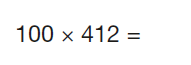 100 × 412 =